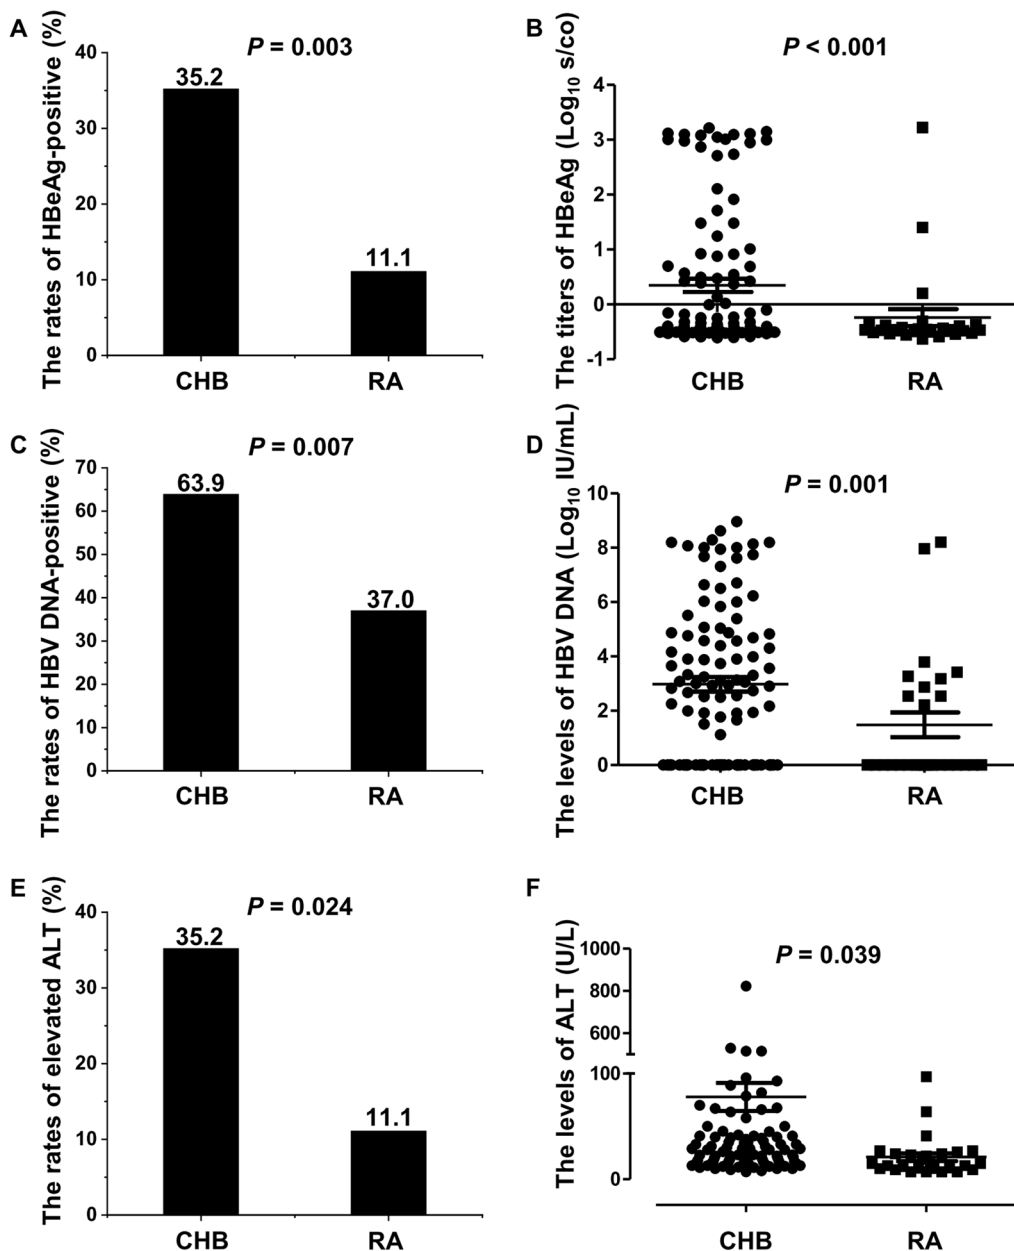 A
The rates of HBeAg-positive (%)
P = 0.003
40
30
20
10
0
35.2
11.1
CHB
RA
B
The titers of HBeAg (Log10 s/co)
P < 0.001
4
3
2
1
0
-1
CHB
RA
C
The rates of HBV DNA-positive (%)
P = 0.007
70
60
50
40
30
20
10
0
63.9
37.0
CHB
RA
D
The levels of HBV DNA (Log10 IU/mL)
P = 0.001
10
8
6
4
2
0
CHB
RA
E
The rates of elevated ALT (%)
P = 0.024
40
30
20
10
0
35.2
11.1
CHB
RA
F
The levels of ALT (U/L)
P = 0.039
1000
800
600
100
0
CHB
RA